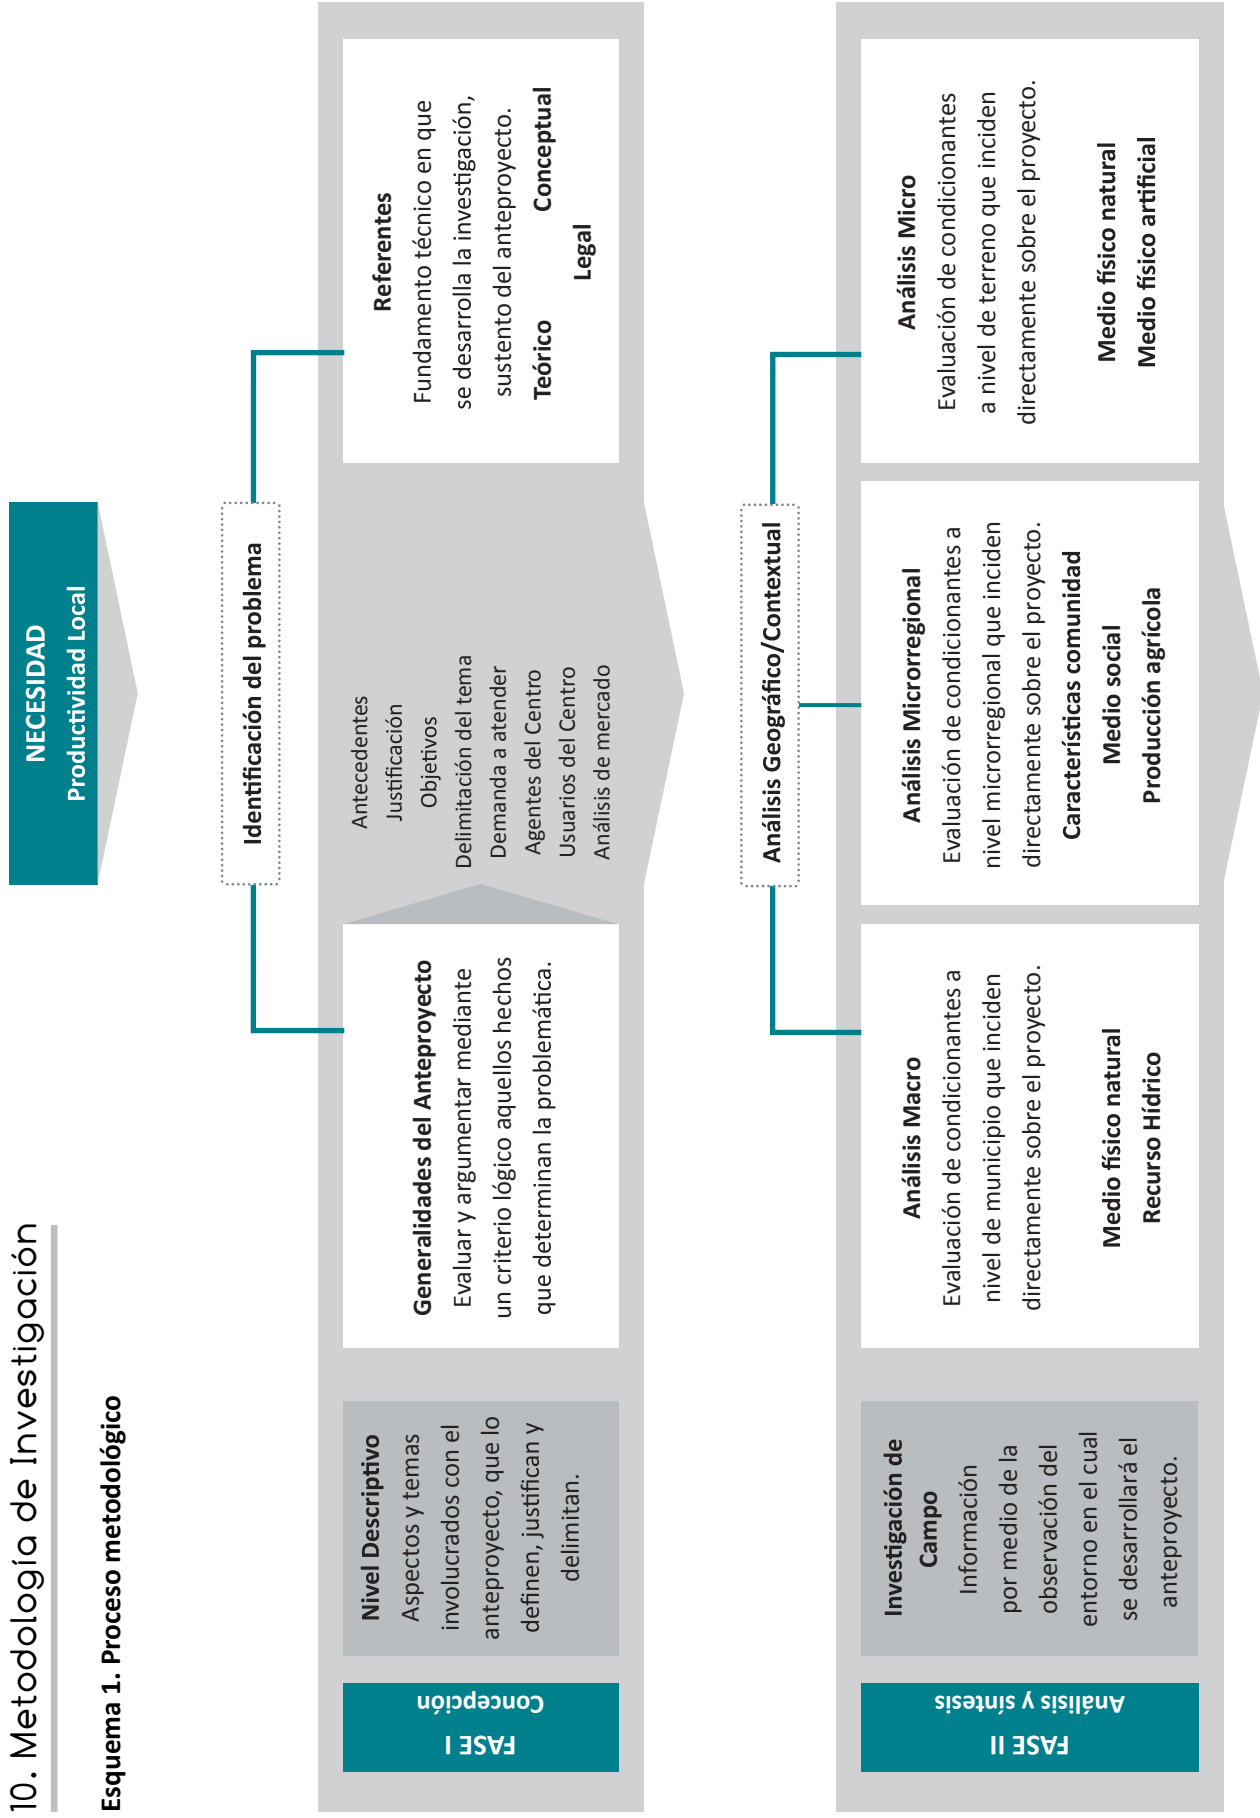 10. Metodología de Investigación
Esquema 1. Proceso metodológico
NECESIDAD
Productividad Local
Identificación del problema
FASE I
Concepción
Nivel Descriptivo
Aspectos y temas
involucrados con el
anteproyecto, que lo
definen, justifican y
delimitan.
Generalidades del Anteproyecto
Evaluar y argumentar mediante
un criterio lógico aquellos hechos
que determinan la problemática.
Antecedentes
Justificación
Objetivos
Delimitación del tema
Demanda a atender
Agentes del Centro
Usuarios del Centro
Análisis de mercado
Referentes
Fundamento técnico en que
se desarrolla la investigación,
sustento del anteproyecto.
Teórico Conceptual
Legal
Análisis Geográfico/Contextual
FASE II
Análisis y síntesis
Investigación de
Campo
Información
por medio de la
observación del
entorno en el cual
se desarrollará el
anteproyecto.
Análisis Macro
Evaluación de condicionantes a
nivel de municipio que inciden
directamente sobre el proyecto.
Medio físico natural
Recurso Hídrico
Análisis Microrregional
Evaluación de condicionantes a
nivel microrregional que inciden
directamente sobre el proyecto.
Características comunidad
Medio social
Producción agrícola
Análisis Micro
Evaluación de condicionantes
a nivel de terreno que inciden
directamente sobre el proyecto.
Medio físico natural
Medio físico artificial